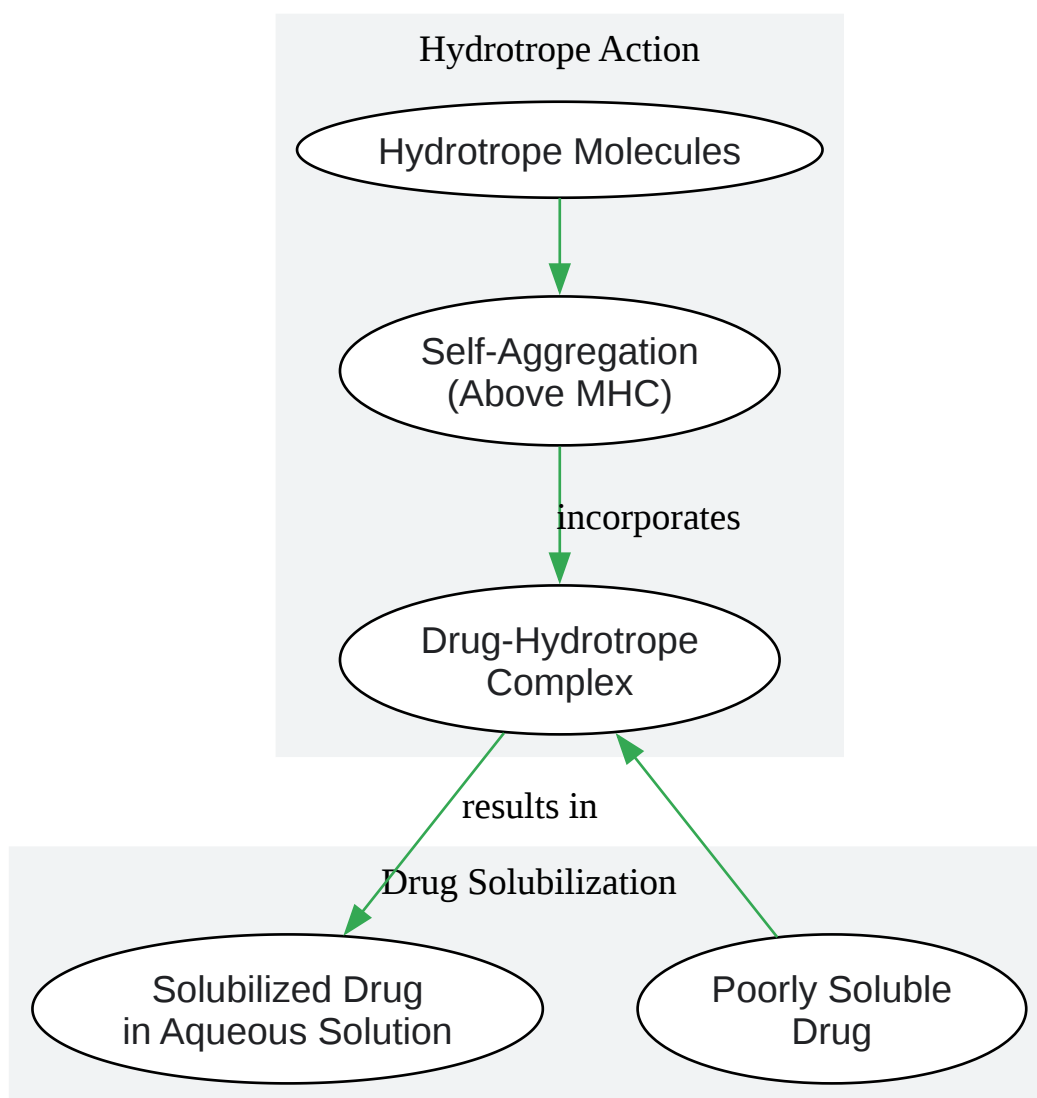 Hydrotrope Action
Hydrotrope Molecules
Self-Aggregation
(Above MHC)
incorporates
Drug-Hydrotrope
Complex
results in
Drug Solubilization
Solubilized Drug
in Aqueous Solution
Poorly Soluble
Drug